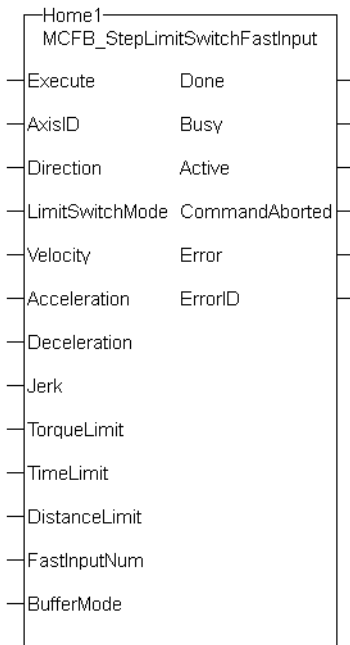 Home1
MCFB_StepLimitSwitchFastInput
Execute Done
AxisID Busy
Direction Active
LimitSwitchMode CommandAborted
Velocity Error
Acceleration ErrorID
Deceleration
Jerk
TorqueLimit
TimeLimit
DistanceLimit
FastInputNum
BufferMode